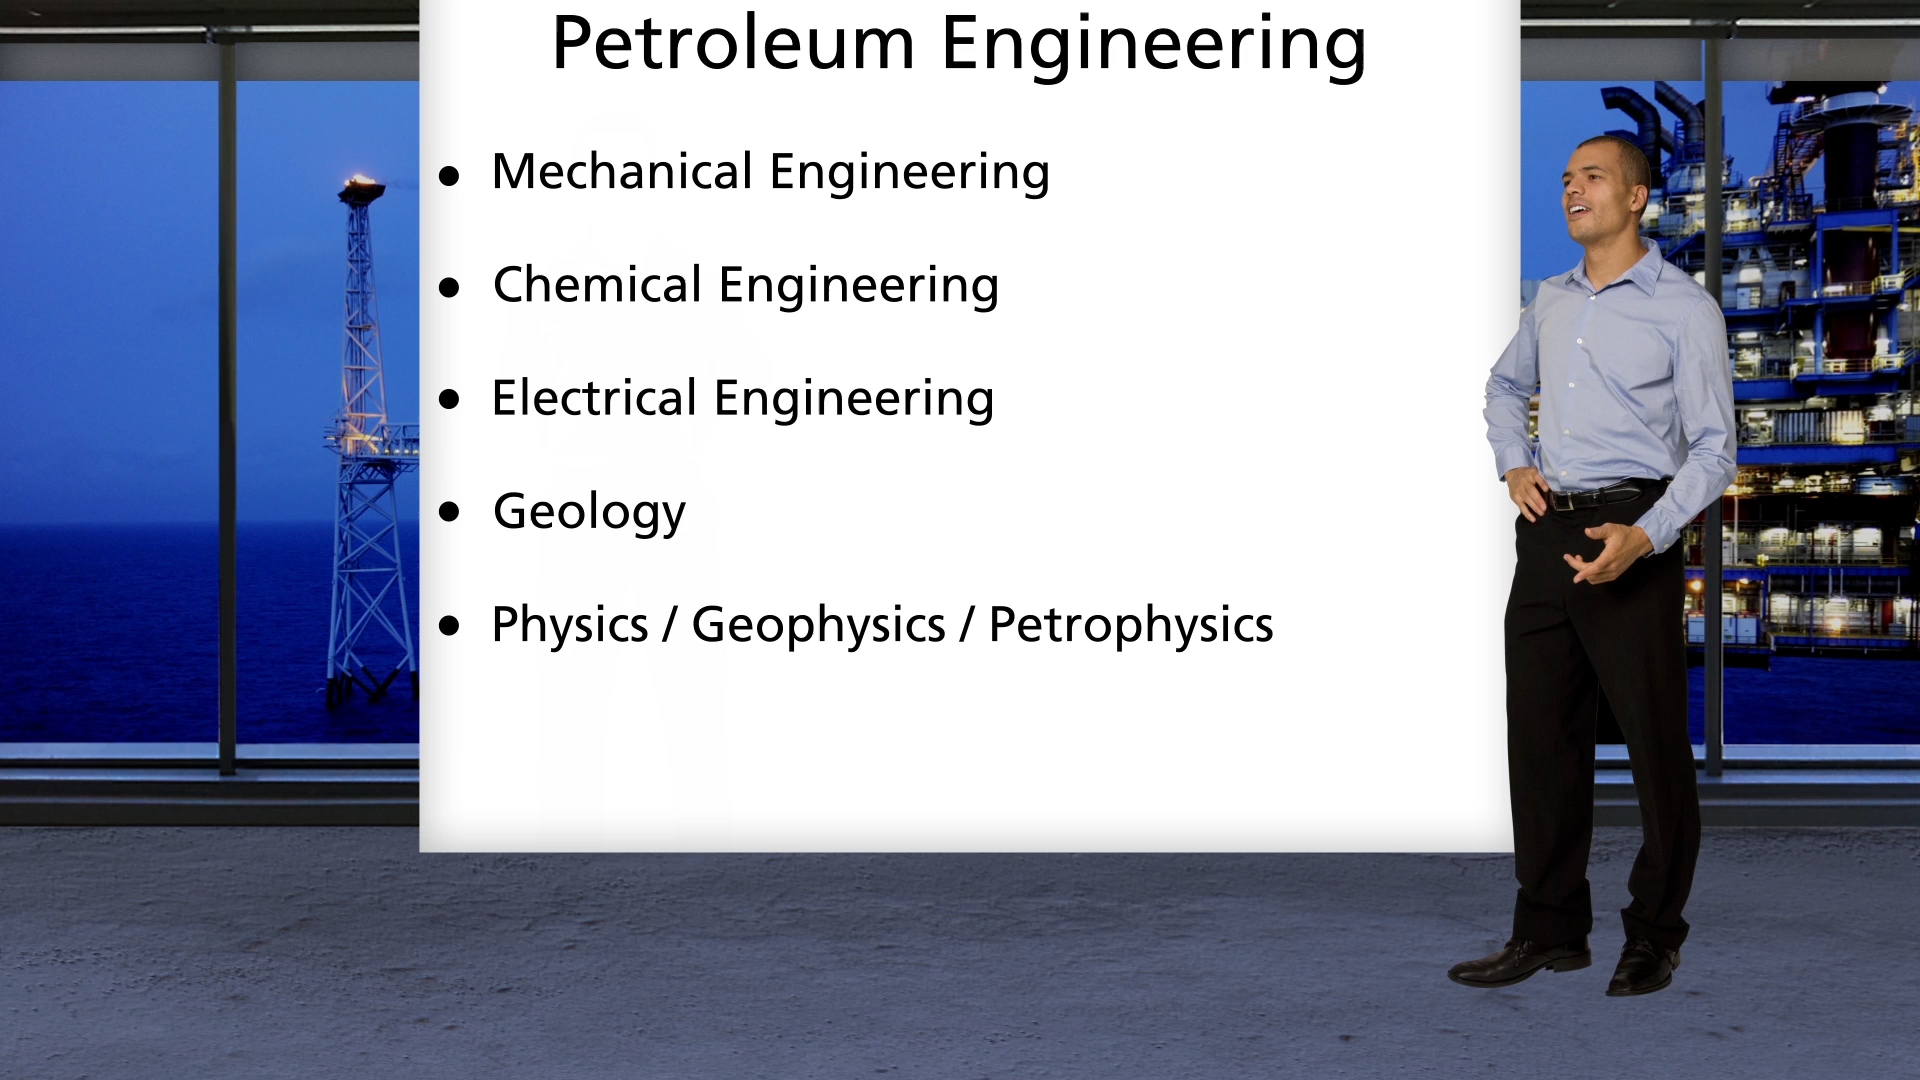 Petroleum Engineering
• Mechanical Engineering
• Chemical Engineering
• Electrical Engineering
• Geology
• Physics / Geophysics / Petrophysics